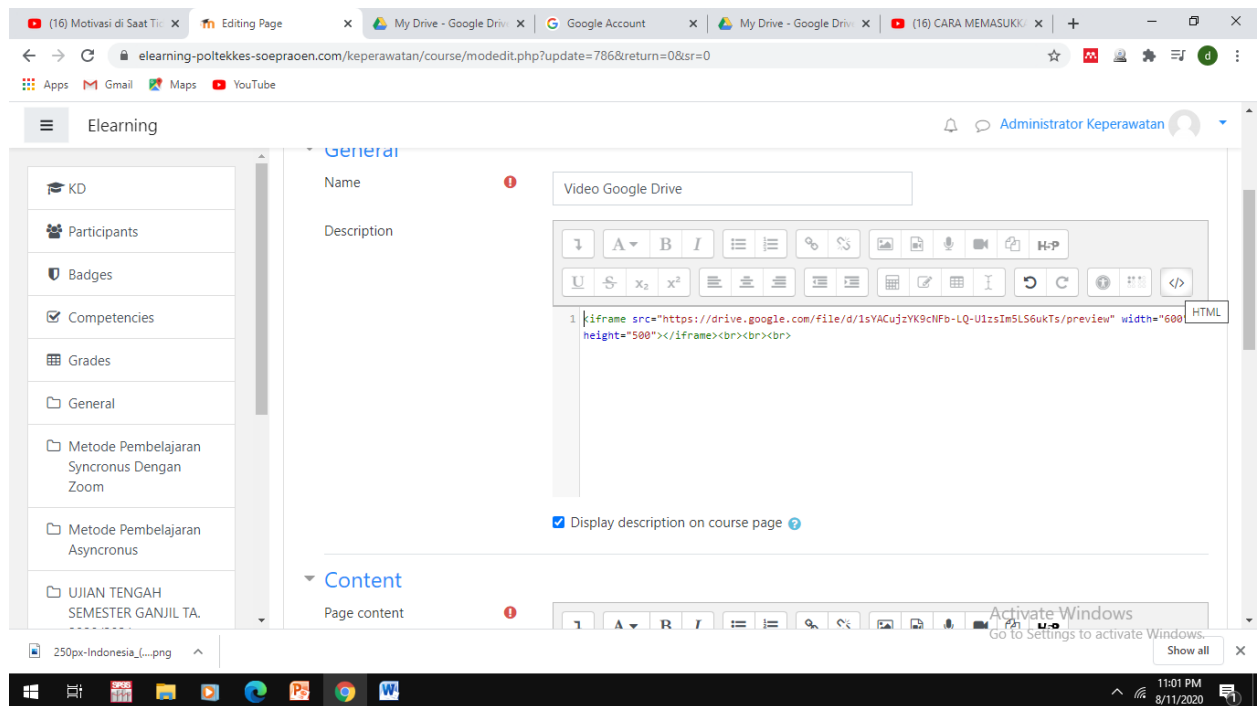 (16) Motivasi di Saat Tic
Editing Page
My Drive - Google Driv
Google Account
My Drive - Google Driv
(16) CARA MEMASUKK
elearning-poltekkes-soepraoen.com/keperawatan/course/modedit.php?update=786&return=0&sr=0
d
Apps
Gmail
Maps
YouTube
Elearning
Administrator Keperawatan
KD
Participants
Badges
Competencies
Grades
General
Metode Pembelajaran
Syncronus Dengan
Zoom
Metode Pembelajaran
Asyncronus
UJIAN TENGAH
SEMESTER GANJIL TA.
General
Name
Video Google Drive
Description
A B I
H-P
U S x₂ x²
</>
HTML
1 <iframe src="https://drive.google.com/file/d/1sYACujzYK9cNFb-LQ-U1zsIm5LS6ukTs/preview" width="600"
height="500"></iframe><br><br><br>
Display description on course page
Content
Page content
A B I
H-P
Activate Windows
Go to Settings to activate Windows.
250px-Indonesia_(....png
Show all
SPSS
11:01 PM
8/11/2020
1